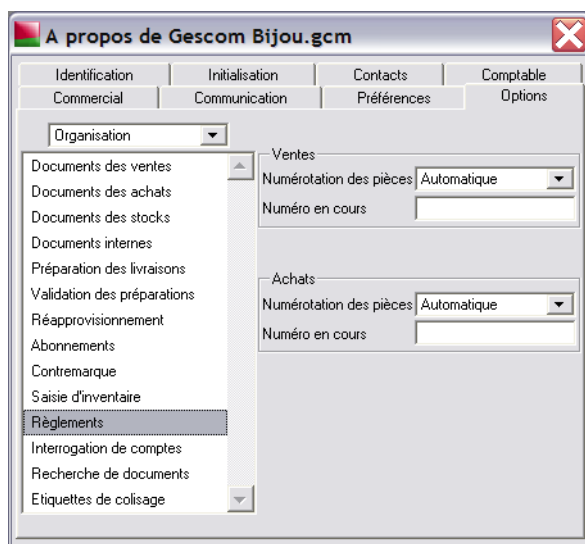 A propos de Gescom Bijou.gcm
Identification
Initialisation
Contacts
Comptable
Commercial
Communication
Préférences
Options
Organisation
Documents des ventes
Documents des achats
Documents des stocks
Documents internes
Préparation des livraisons
Validation des préparations
Réapprovisionnement
Abonnements
Contremarque
Saisie d'inventaire
Règlements
Interrogation de comptes
Recherche de documents
Etiquettes de colisage
Ventes
Numérotation des pièces Automatique
Numéro en cours
Achats
Numérotation des pièces Automatique
Numéro en cours